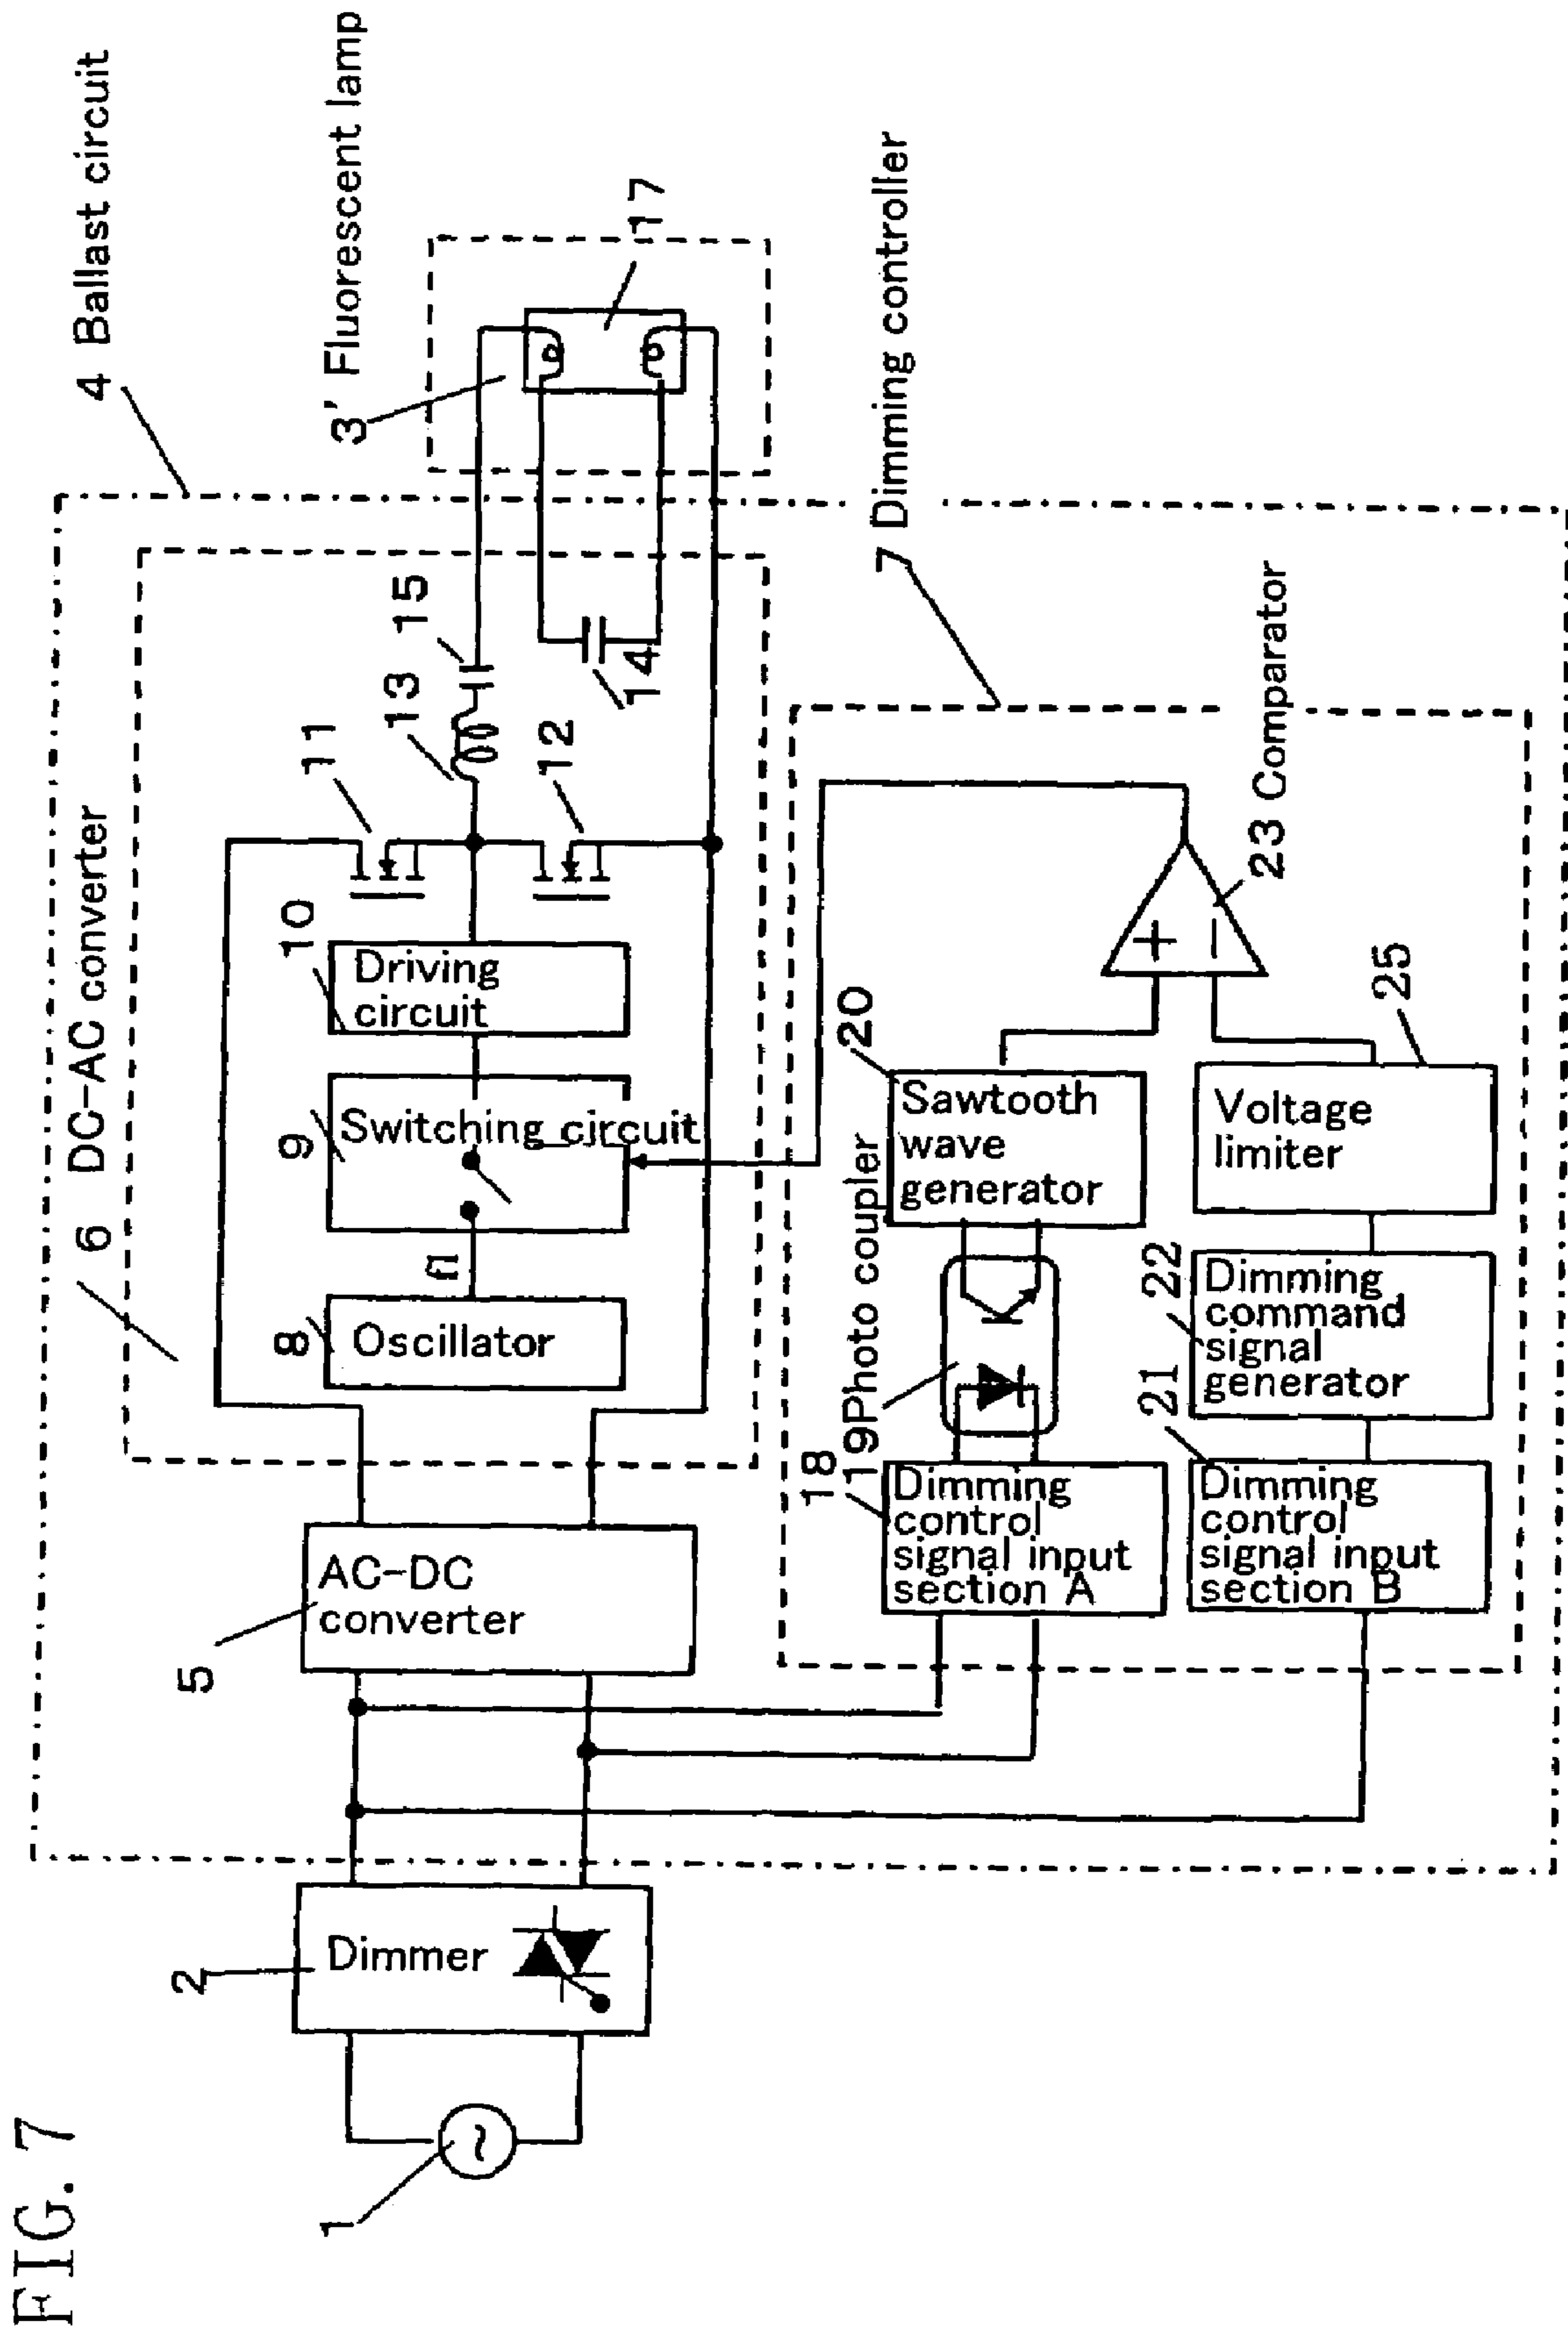 FIG. 7
4 Ballast circuit
6 DC-AC converter
3' Fluorescent lamp
17
11
13
15
12
14
10
Driving
circuit
9
Switching circuit
f1
8
Oscillator
5
AC-DC
converter
2
Dimmer
1
~
7 Dimming controller
20
Sawtooth
wave
generator
19Photo coupler
18
Dimming
control
signal input
section A
23 Comparator
+
−
25
Voltage
limiter
22
Dimming
command
signal
generator
21
Dimming
control
signal input
section B